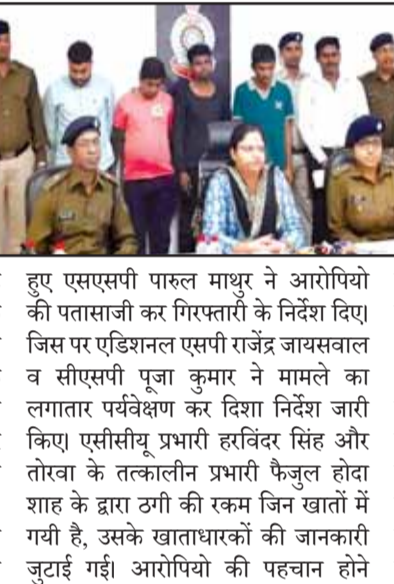 हुए एसएसपी पारुल माथुर ने आरोपियो
की पतासाजी कर गिरफ्तारी के निर्देश दिए।
जिस पर एडिशनल एसपी राजेंद्र जायसवाल
व सीएसपी पूजा कुमार ने मामले का
लगातार पर्यवेक्षण कर दिशा निर्देश जारी
किए। एसीसीयू प्रभारी हरविंदर सिंह और
तोरवा के तत्कालीन प्रभारी फैजुल होदा
शाह के द्वारा ठगी की रकम जिन खातों में
गयी है, उसके खाताधारकों की जानकारी
जुटाई गई। आरोपियो की पहचान होने